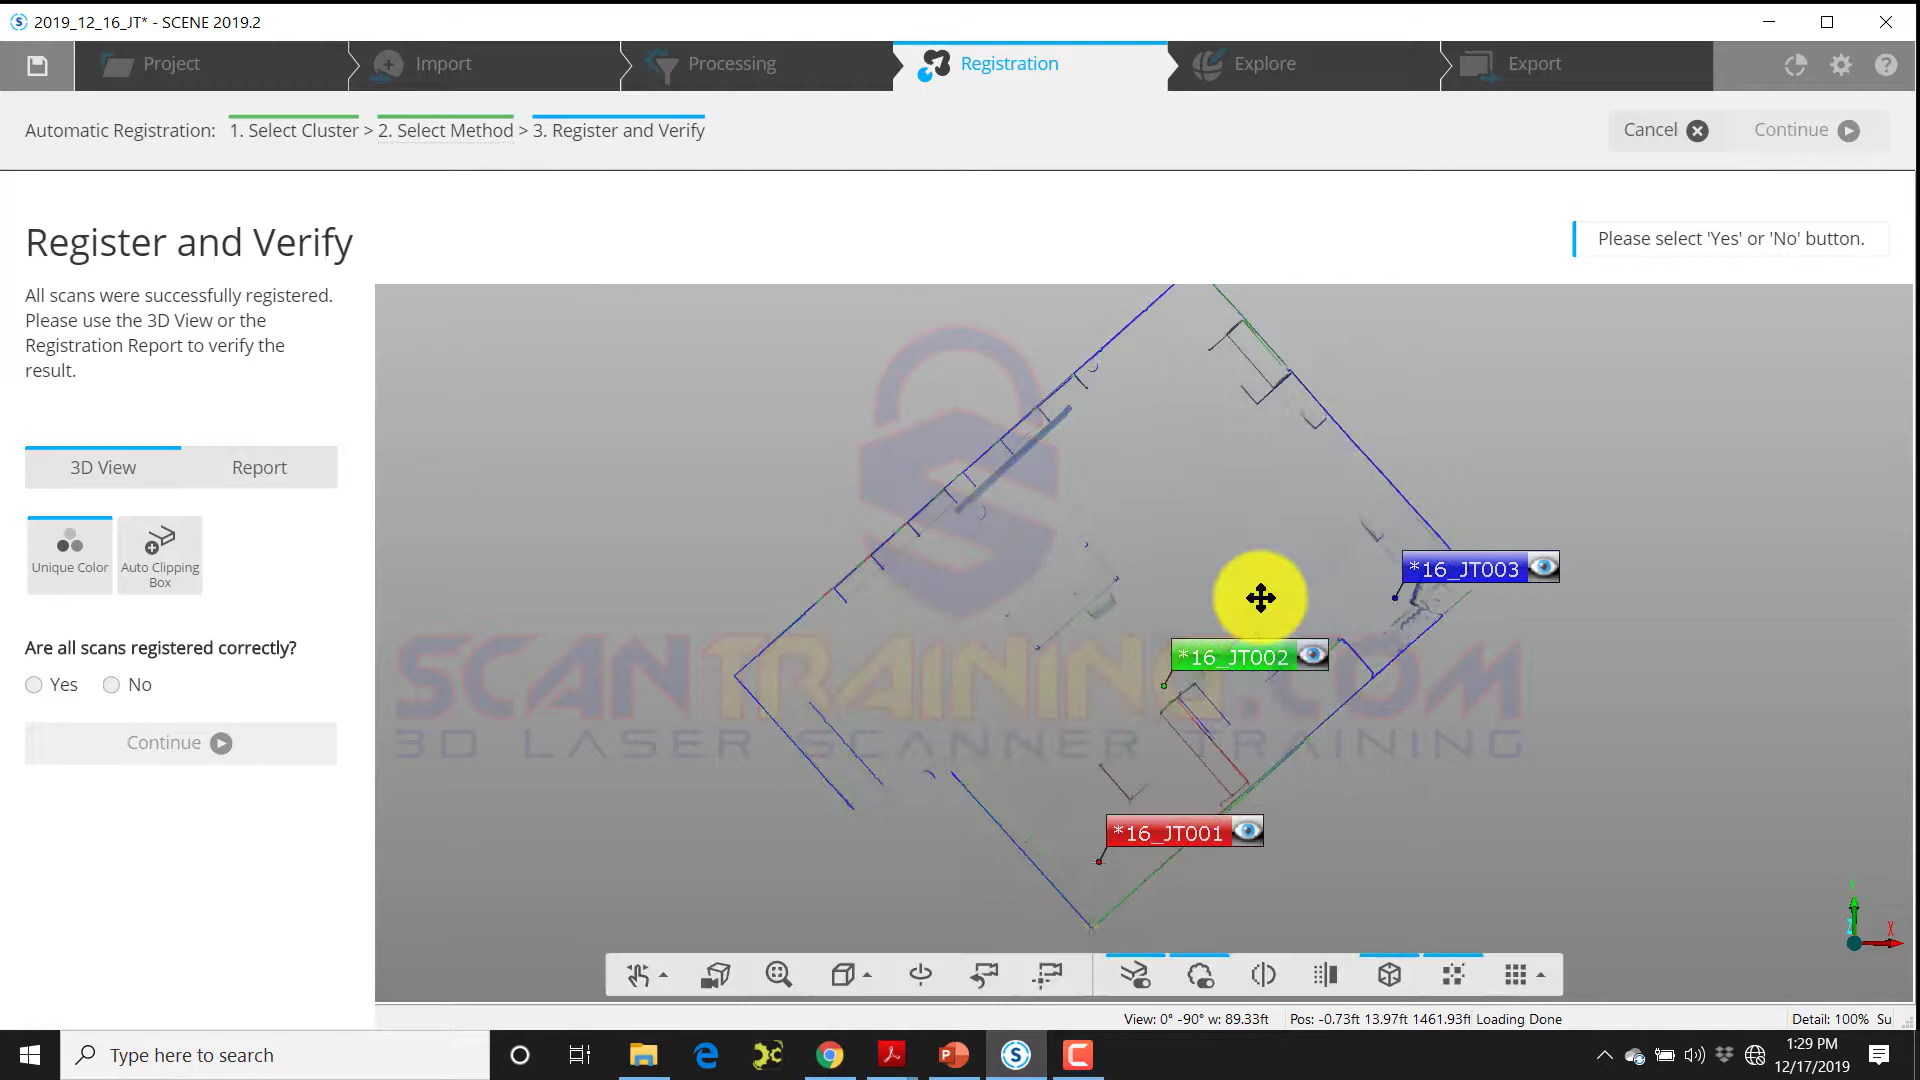 2019_12_16_JT* - SCENE 2019.2
Project
Import
Processing
Registration
Explore
Export
Automatic Registration: 1. Select Cluster > 2. Select Method > 3. Register and Verify
Cancel
Continue
Register and Verify
Please select 'Yes' or 'No' button.
All scans were successfully registered.
Please use the 3D View or the
Registration Report to verify the
result.
3D View
Report
Unique Color
Auto Clipping
Box
Are all scans registered correctly?
Yes
No
Continue
*16_JT003
*16_JT002
*16_JT001
SCANTRAINING.COM
3D LASER SCANNER TRAINING
X
View: 0° -90° w: 89.33ft
Pos: -0.73ft 13.97ft 1461.93ft
Loading Done
Detail: 100%
Su
Type here to search
1:29 PM
12/17/2019